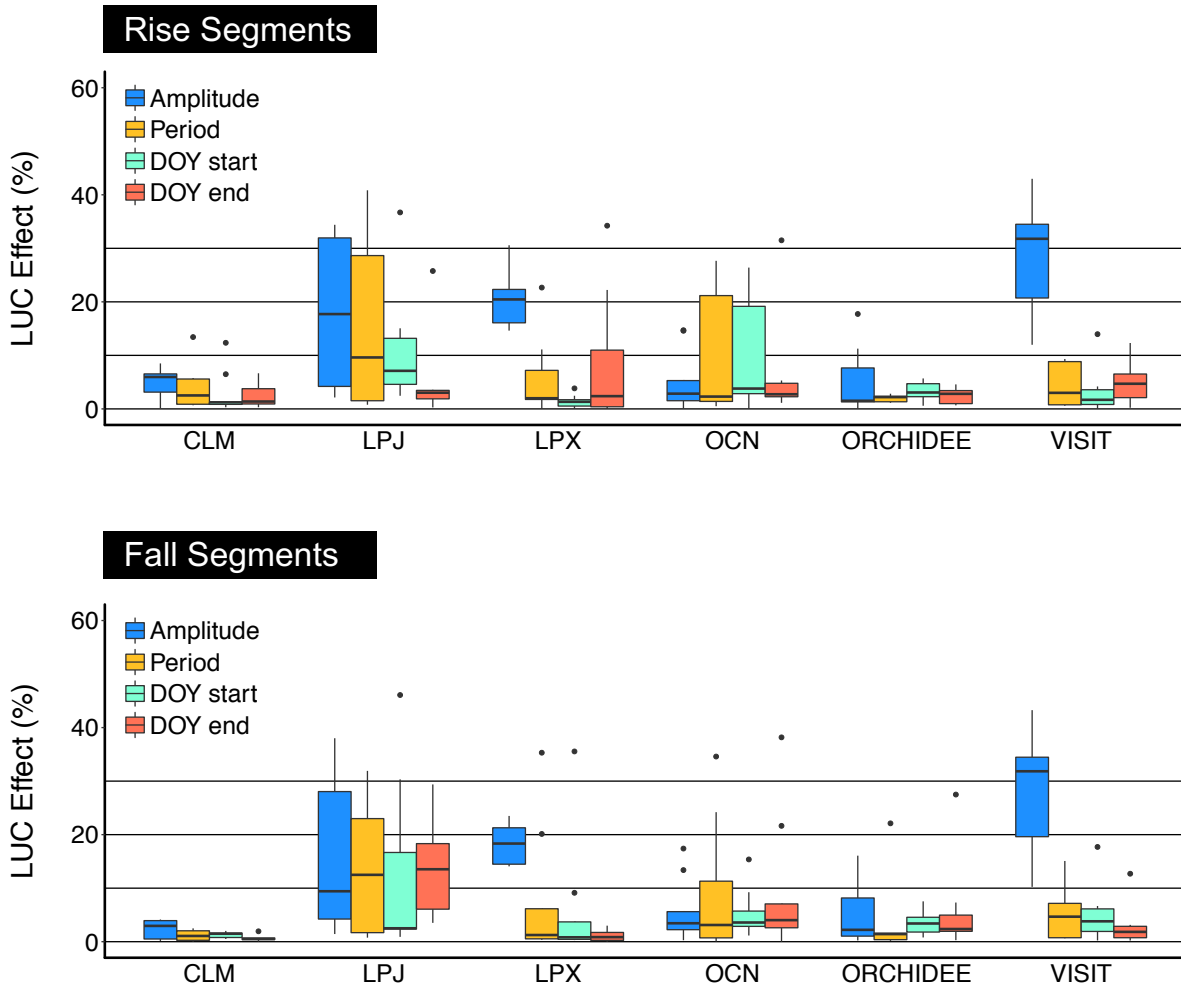 Rise Segments
LUC Effect (%)
60
40
20
0
Amplitude
Period
DOY start
DOY end
CLM LPJ LPX OCN ORCHIDEE VISIT
Fall Segments
LUC Effect (%)
60
40
20
0
Amplitude
Period
DOY start
DOY end
CLM LPJ LPX OCN ORCHIDEE VISIT